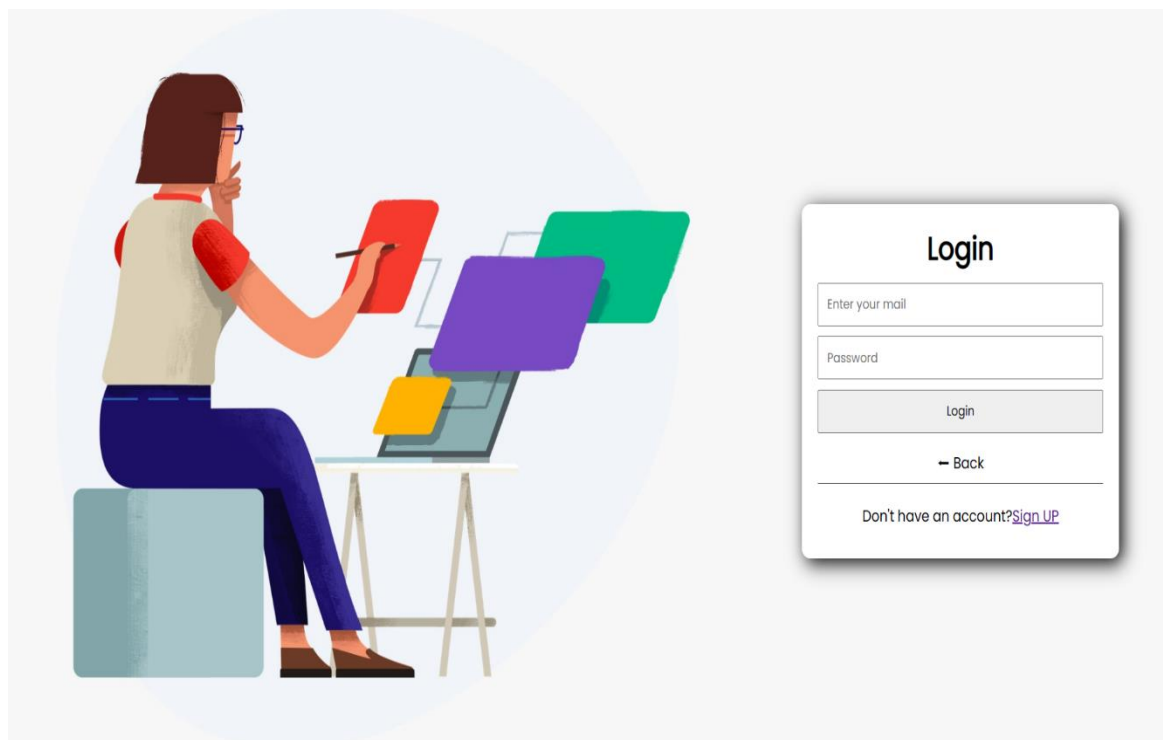 Login
Enter your mail
Password
Login
← Back
Don't have an account?Sign UP